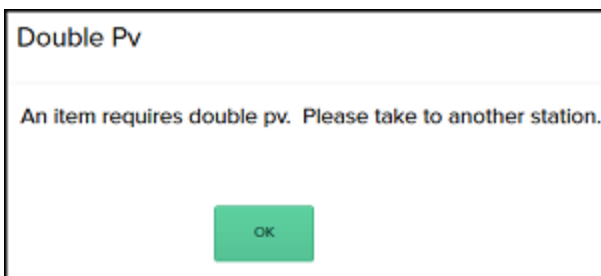 Double Pv
An item requires double pv.  Please take to another station.
OK